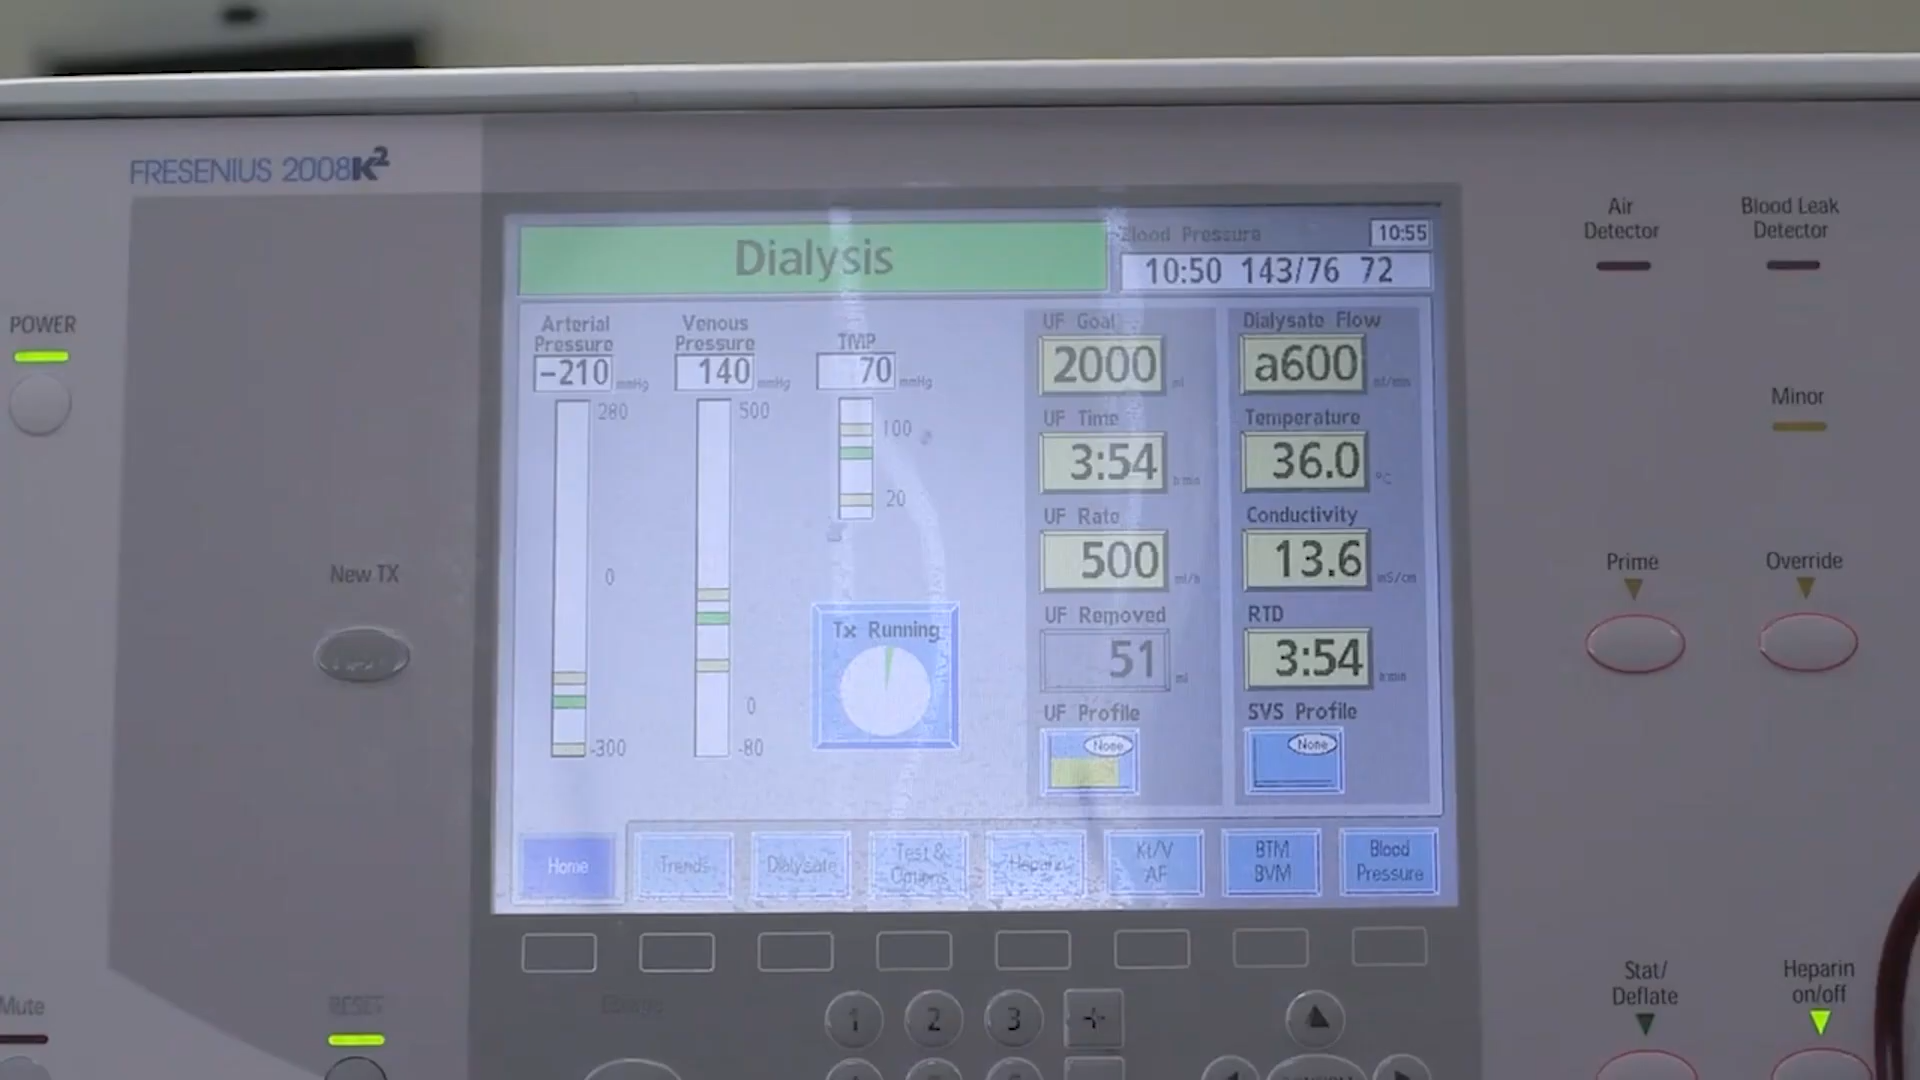 FRESENIUS 2008K2
POWER
New TX
Mute
RESET
Dialysis
Blood Pressure
10:55
10:50 143/76 72
Arterial
Pressure
-210 mmHg
280
0
-300
Venous
Pressure
140 mmHg
500
0
-80
TMP
70 mmHg
100
20
Tx Running
UF Goal
2000 ml
UF Time
3:54 h:min
UF Rate
500 ml/h
UF Removed
51 ml
UF Profile
None
Dialysate Flow
a600 ml/min
Temperature
36.0 °C
Conductivity
13.6 mS/cm
RTD
3:54 h:min
SVS Profile
None
Home
Trends
Dialysate
Test &
Options
Heparin
Kt/V
AF
BTM
BVM
Blood
Pressure
Air
Detector
Blood Leak
Detector
Minor
Prime
Override
Stat/
Deflate
Heparin
on/off
Escape
1 2 3 +